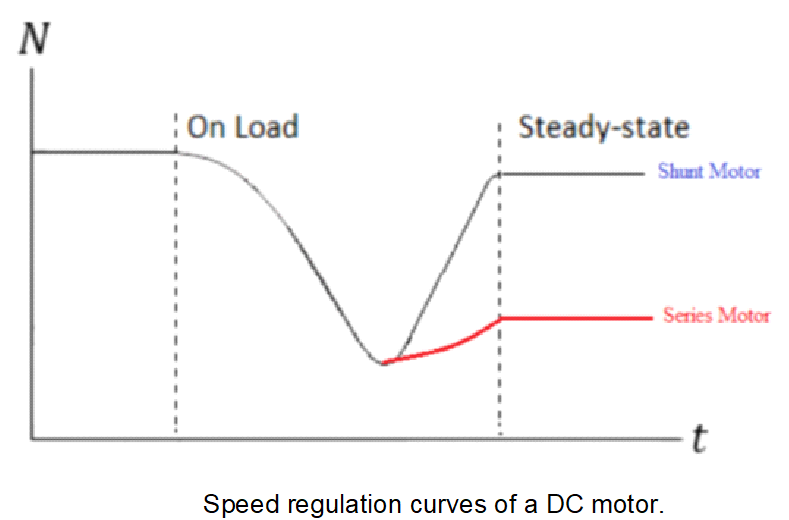 N
On Load
Steady-state
Shunt Motor
Series Motor
t
Speed regulation curves of a DC motor.